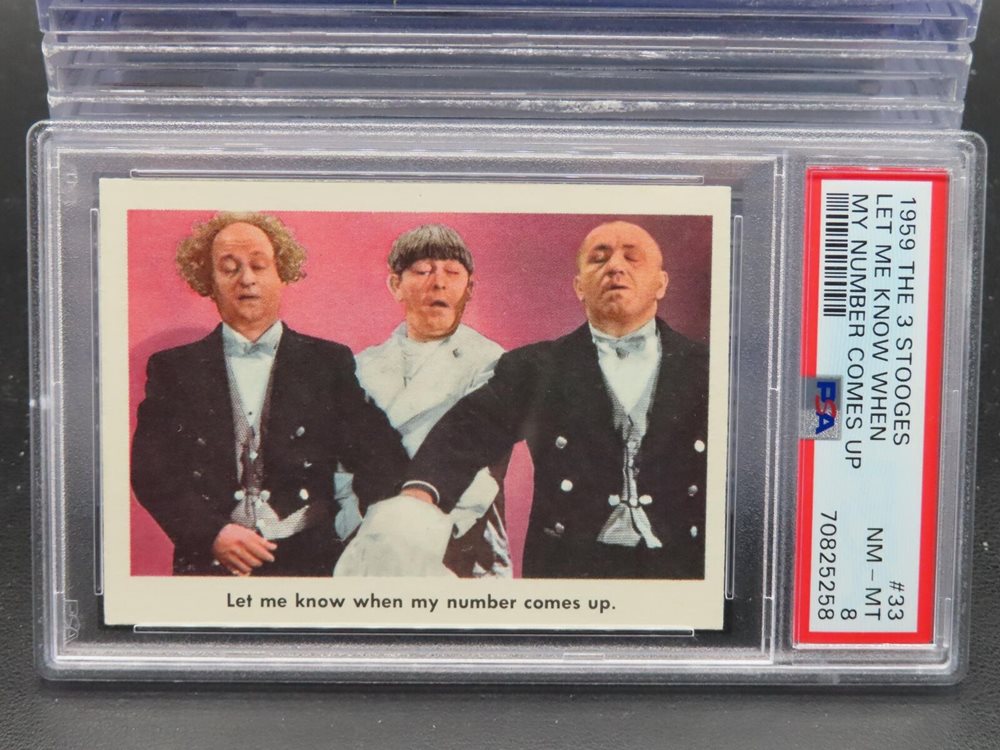 Let me know when my number comes up.
1959 THE 3 STOOGES #33
LET ME KNOW WHEN NM - MT
MY NUMBER COMES UP 8
70825258
PSA